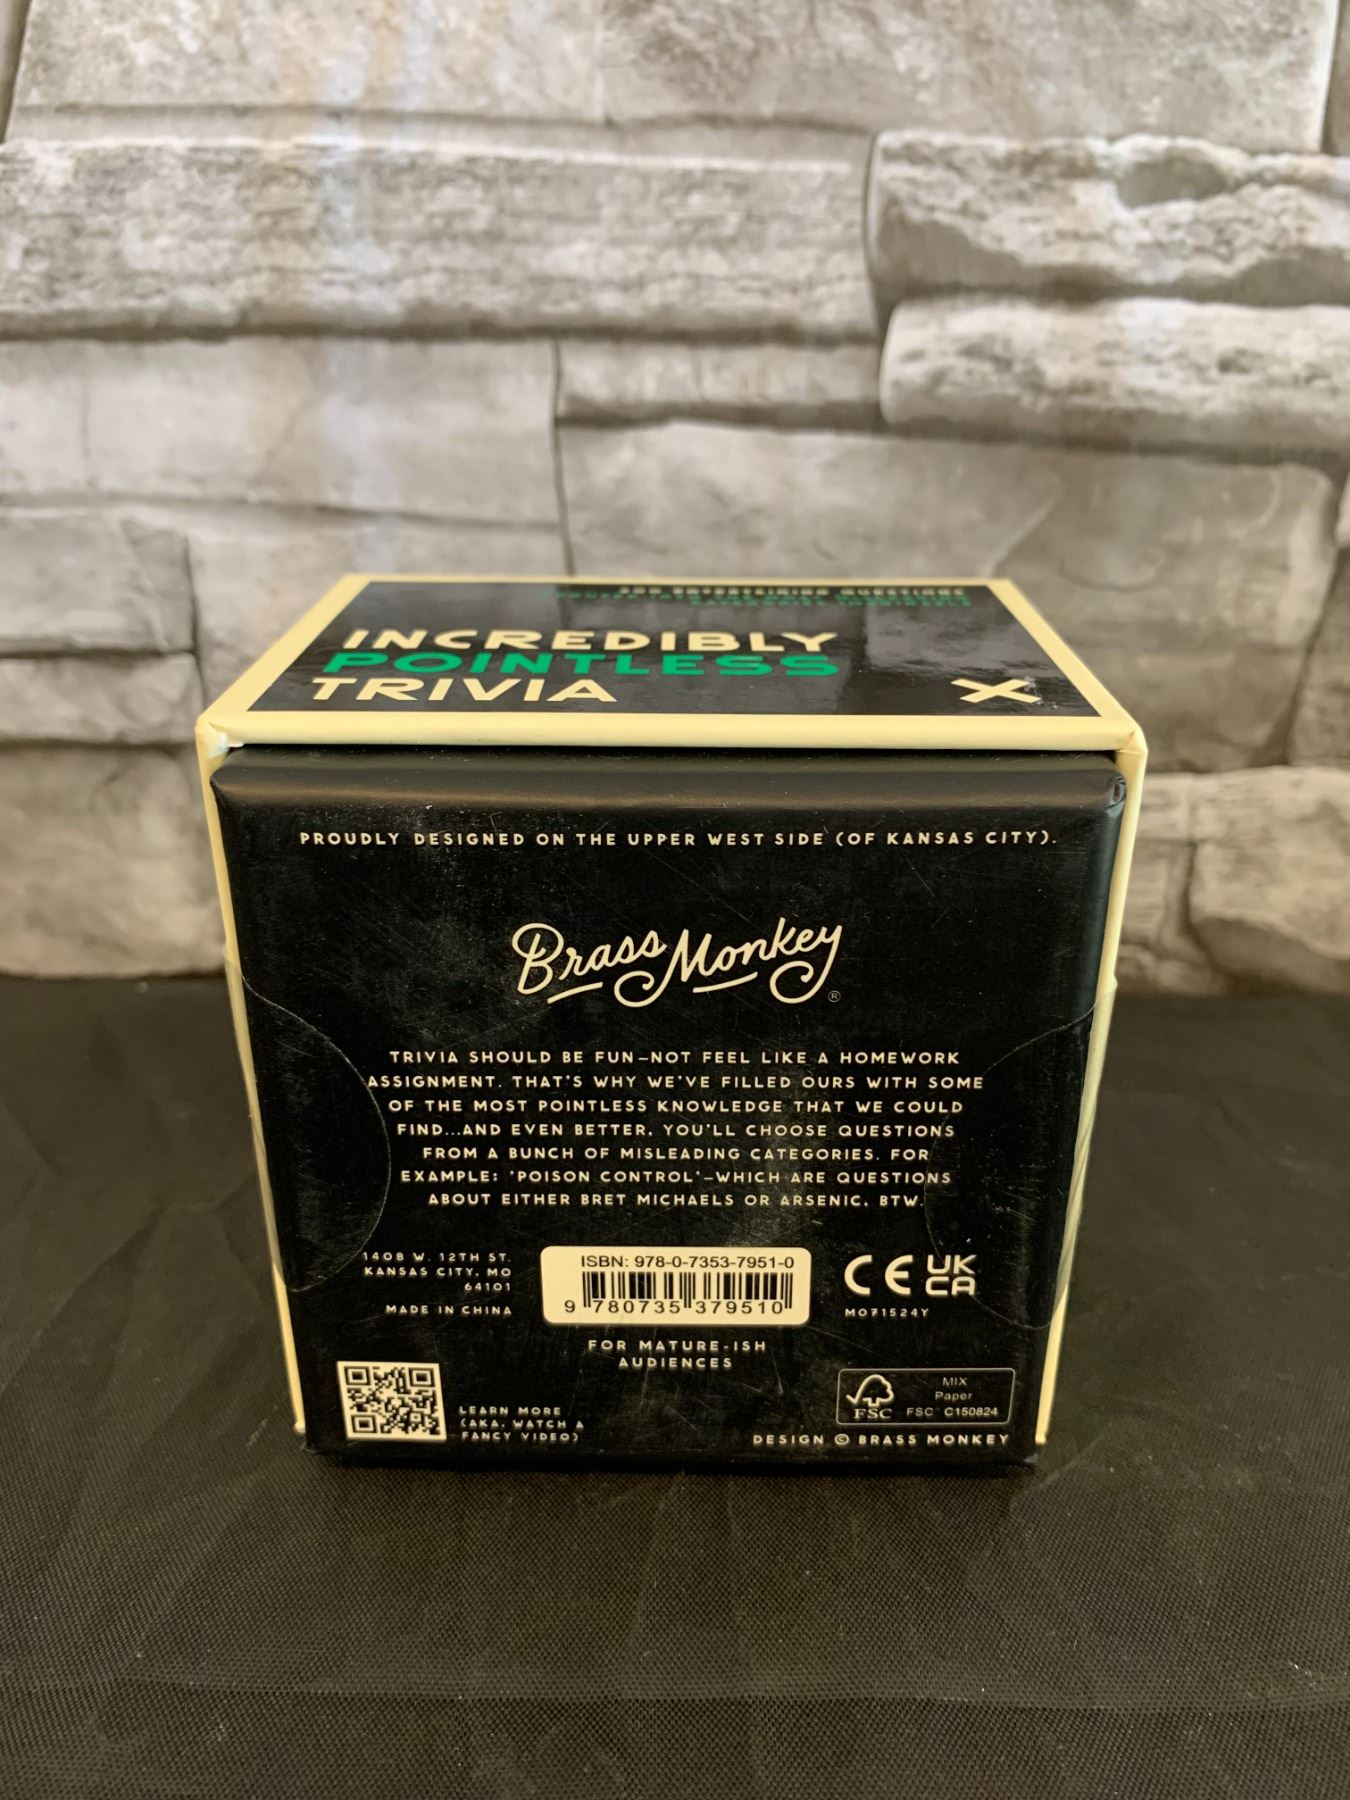 INCREDIBLY
POINTLESS
TRIVIA
PROUDLY DESIGNED ON THE UPPER WEST SIDE (OF KANSAS CITY).
Brass Monkey®
TRIVIA SHOULD BE FUN—NOT FEEL LIKE A HOMEWORK
ASSIGNMENT. THAT'S WHY WE'VE FILLED OURS WITH SOME
OF THE MOST POINTLESS KNOWLEDGE THAT WE COULD
FIND...AND EVEN BETTER, YOU'LL CHOOSE QUESTIONS
FROM A BUNCH OF MISLEADING CATEGORIES. FOR
EXAMPLE: 'POISON CONTROL'—WHICH ARE QUESTIONS
ABOUT EITHER BRET MICHAELS OR ARSENIC, BTW.
1408 W. 12TH ST.
KANSAS CITY, MO
64101
MADE IN CHINA
ISBN: 978-0-7353-7951-0
9 780735 379510
CE UK CA
M071524Y
FOR MATURE-ISH
AUDIENCES
LEARN MORE
(AKA, WATCH A
FANCY VIDEO)
MIX
Paper
FSC FSC™ C150824
DESIGN © BRASS MONKEY